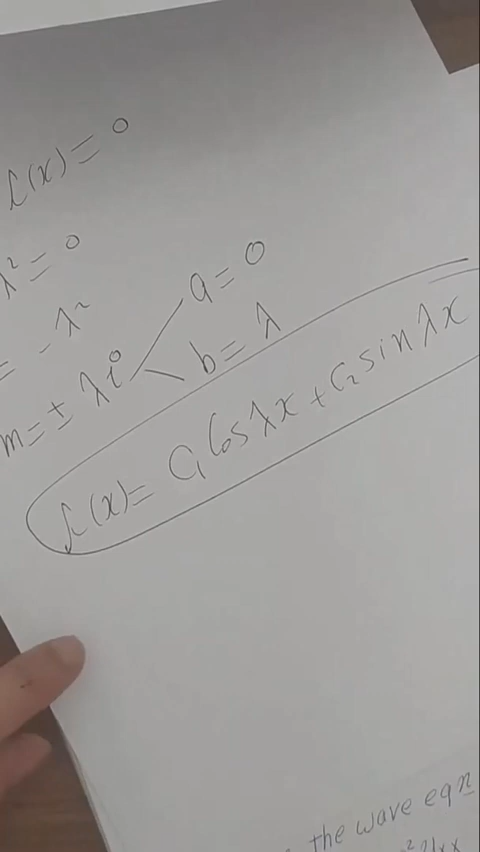 f(x) = 0
λ² = 0
= - λ²
m = ± λi
a = 0
b = λ
f(x) = C₁ Cos λx + C₂ sin λx
the wave eqn